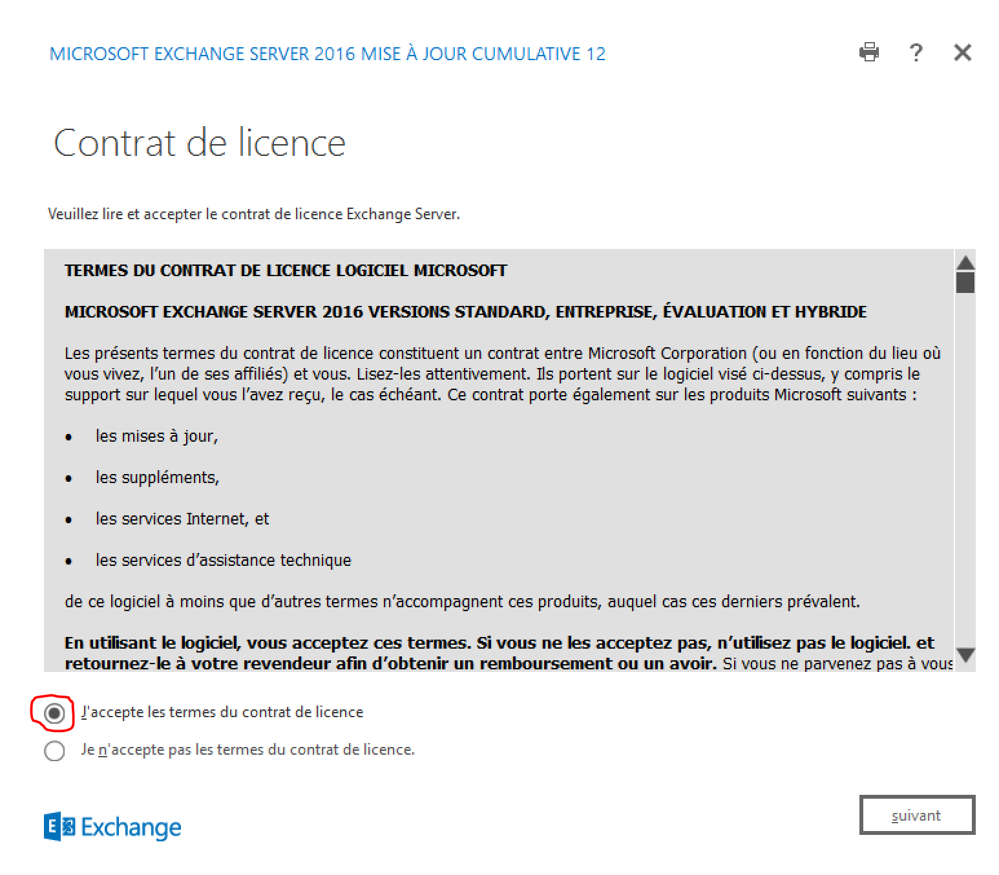 MICROSOFT EXCHANGE SERVER 2016 MISE À JOUR CUMULATIVE 12
?
Contrat de licence
Veuillez lire et accepter le contrat de licence Exchange Server.
TERMES DU CONTRAT DE LICENCE LOGICIEL MICROSOFT
MICROSOFT EXCHANGE SERVER 2016 VERSIONS STANDARD, ENTREPRISE, ÉVALUATION ET HYBRIDE
Les présents termes du contrat de licence constituent un contrat entre Microsoft Corporation (ou en fonction du lieu où
vous vivez, l’un de ses affiliés) et vous. Lisez-les attentivement. Ils portent sur le logiciel visé ci-dessus, y compris le
support sur lequel vous l’avez reçu, le cas échéant. Ce contrat porte également sur les produits Microsoft suivants :
• les mises à jour,
• les suppléments,
• les services Internet, et
• les services d’assistance technique
de ce logiciel à moins que d’autres termes n’accompagnent ces produits, auquel cas ces derniers prévalent.
En utilisant le logiciel, vous acceptez ces termes. Si vous ne les acceptez pas, n’utilisez pas le logiciel. et
retournez-le à votre revendeur afin d’obtenir un remboursement ou un avoir. Si vous ne parvenez pas à vous
J'accepte les termes du contrat de licence
Je n'accepte pas les termes du contrat de licence.
E Exchange
suivant